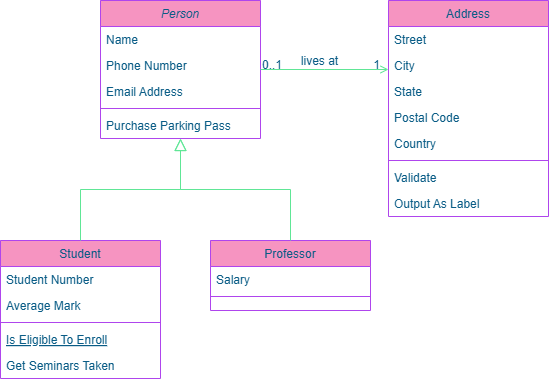 Person
Name
Phone Number
Email Address
Purchase Parking Pass
0..1
lives at
1
Address
Street
City
State
Postal Code
Country
Validate
Output As Label
Student
Student Number
Average Mark
Is Eligible To Enroll
Get Seminars Taken
Professor
Salary